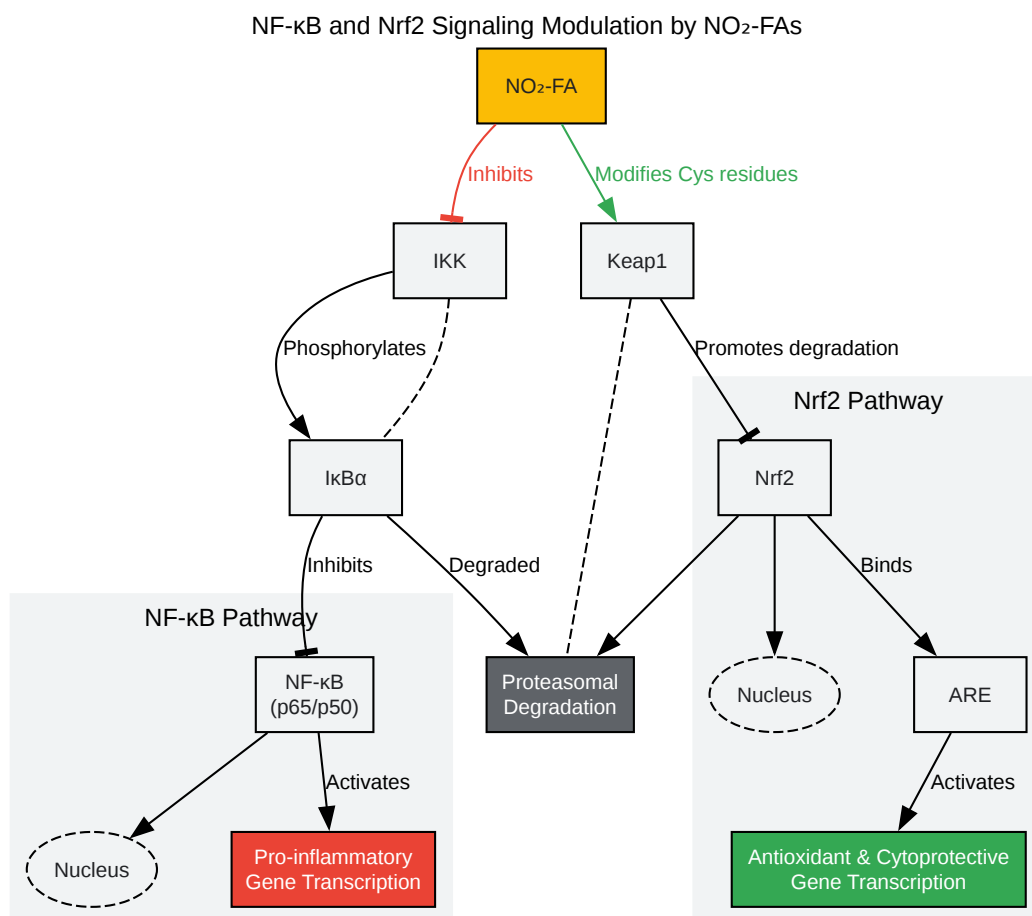 NF-κB and Nrf2 Signaling Modulation by NO₂-FAs
NO₂-FA
Inhibits
Modifies Cys residues
IKK
Keap1
Phosphorylates
Promotes degradation
Nrf2 Pathway
IκBα
Nrf2
Inhibits
Degraded
Binds
NF-κB Pathway
NF-κB
(p65/p50)
Proteasomal
Degradation
Nucleus
ARE
Activates
Activates
Nucleus
Pro-inflammatory
Gene Transcription
Antioxidant & Cytoprotective
Gene Transcription